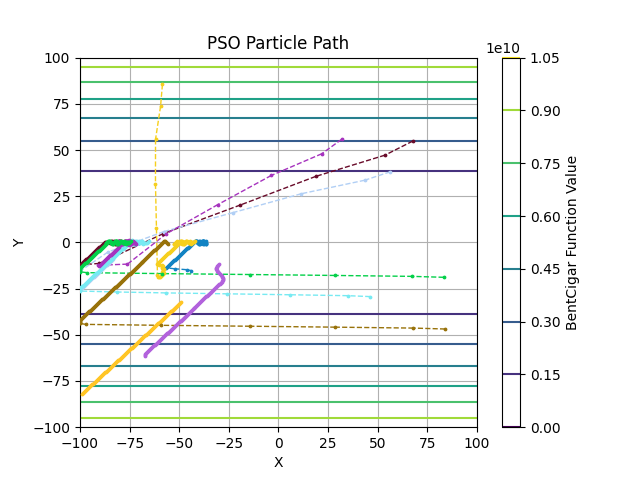 PSO Particle Path
1e10
100
75
50
25
0
−25
−50
−75
−100
Y
−100 −75 −50 −25 0 25 50 75 100
X
1.05
0.90
0.75
0.60
0.45
0.30
0.15
0.00
BentCigar Function Value